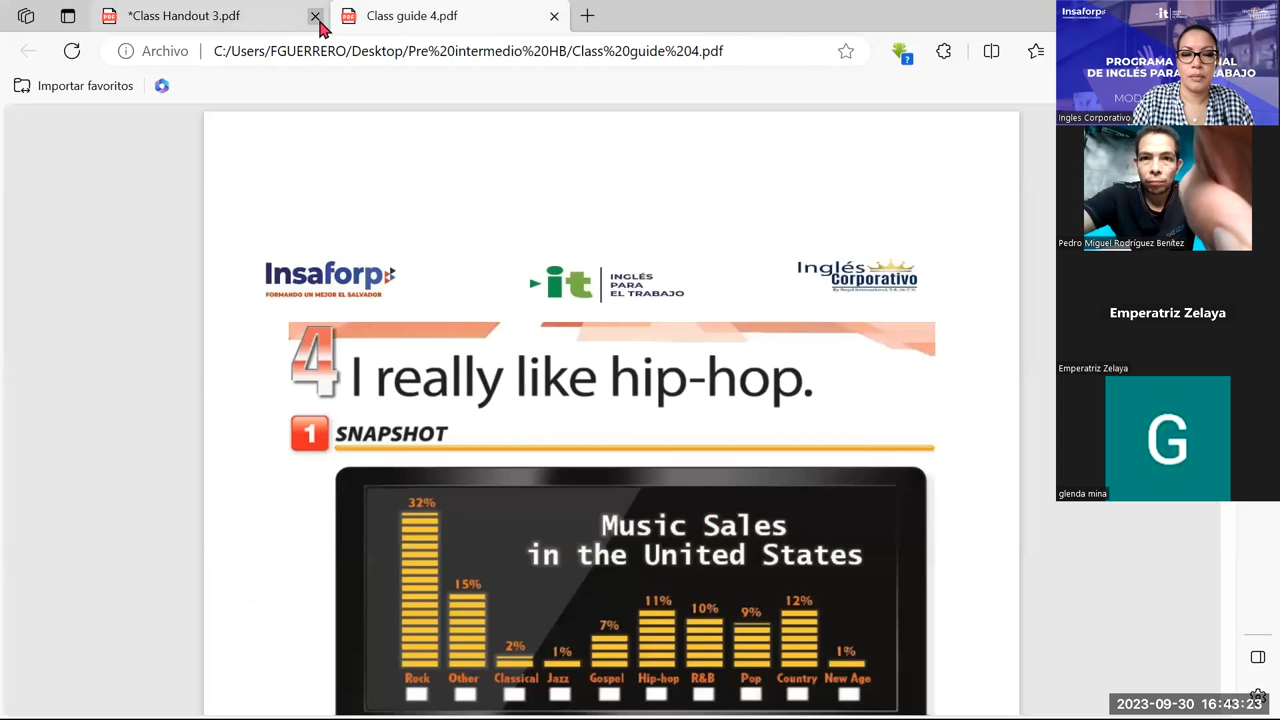 *Class Handout 3.pdf
Class guide 4.pdf
Archivo
C:/Users/FGUERRERO/Desktop/Pre%20intermedio%20HB/Class%20guide%204.pdf
Importar favoritos
Insaforp
FORMANDO UN MEJOR EL SALVADOR
it
INGLÉS
PARA
EL TRABAJO
Inglés
Corporativo
4 I really like hip-hop.
1 SNAPSHOT
Music Sales
in the United States
32%
15%
2%
1%
7%
11%
10%
9%
12%
1%
Rock
Other
Classical
Jazz
Gospel
Hip-hop
R&B
Pop
Country
New Age
Insaforp
it
PROGRAMA
DE INGLÉS PARA
Ingles Corporativo
Pedro Miguel Rodríguez Benítez
Emperatriz Zelaya
Emperatriz Zelaya
G
glenda mina
2023-09-30 16:43:23